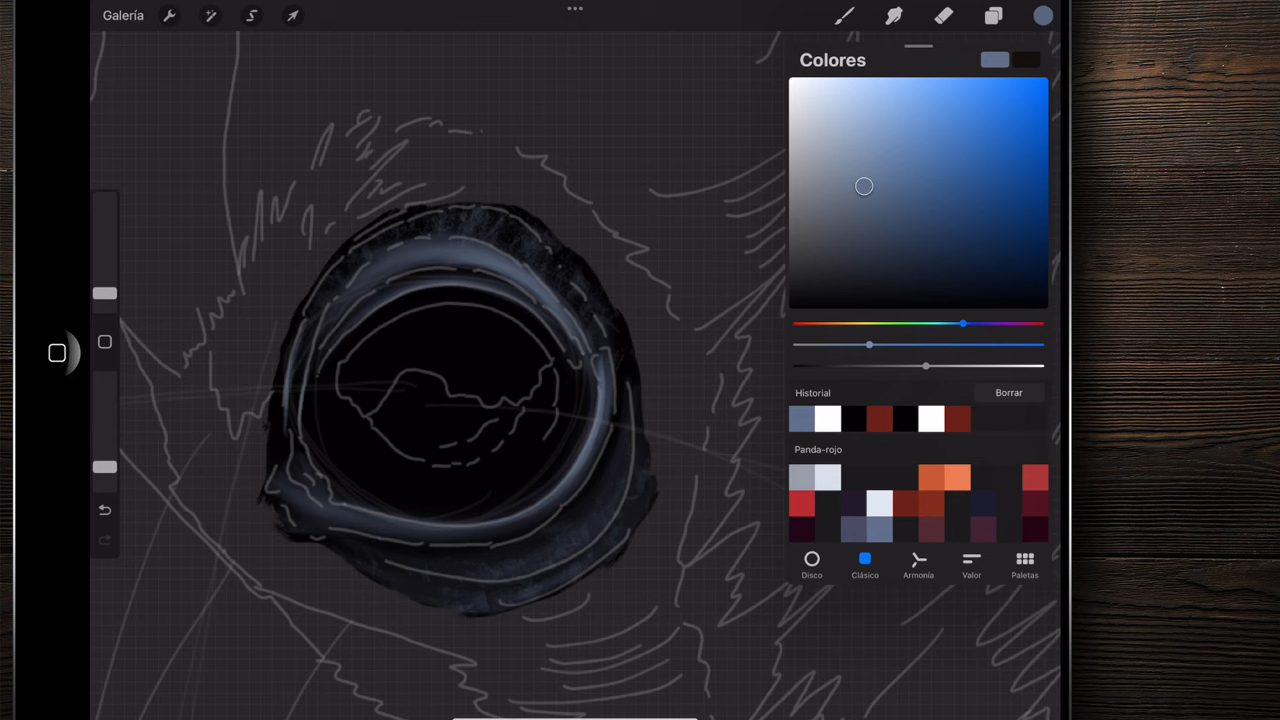 Galería
Colores
Historial
Borrar
Panda-rojo
Disco
Clásico
Armonía
Valor
Paletas